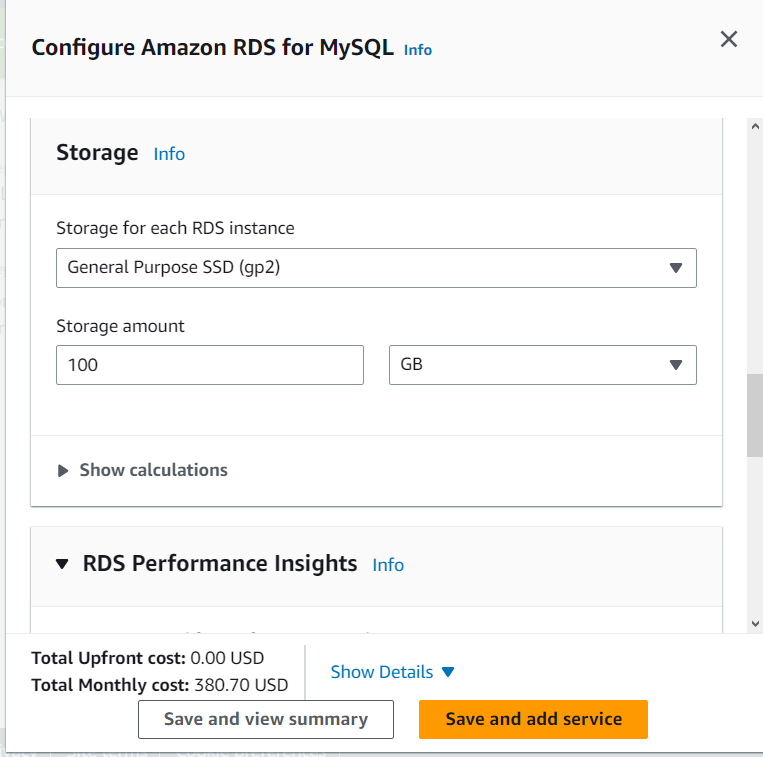 Configure Amazon RDS for MySQL Info
Storage Info
Storage for each RDS instance
General Purpose SSD (gp2)
Storage amount
100 GB
Show calculations
RDS Performance Insights Info
Total Upfront cost: 0.00 USD
Total Monthly cost: 380.70 USD
Show Details
Save and view summary Save and add service